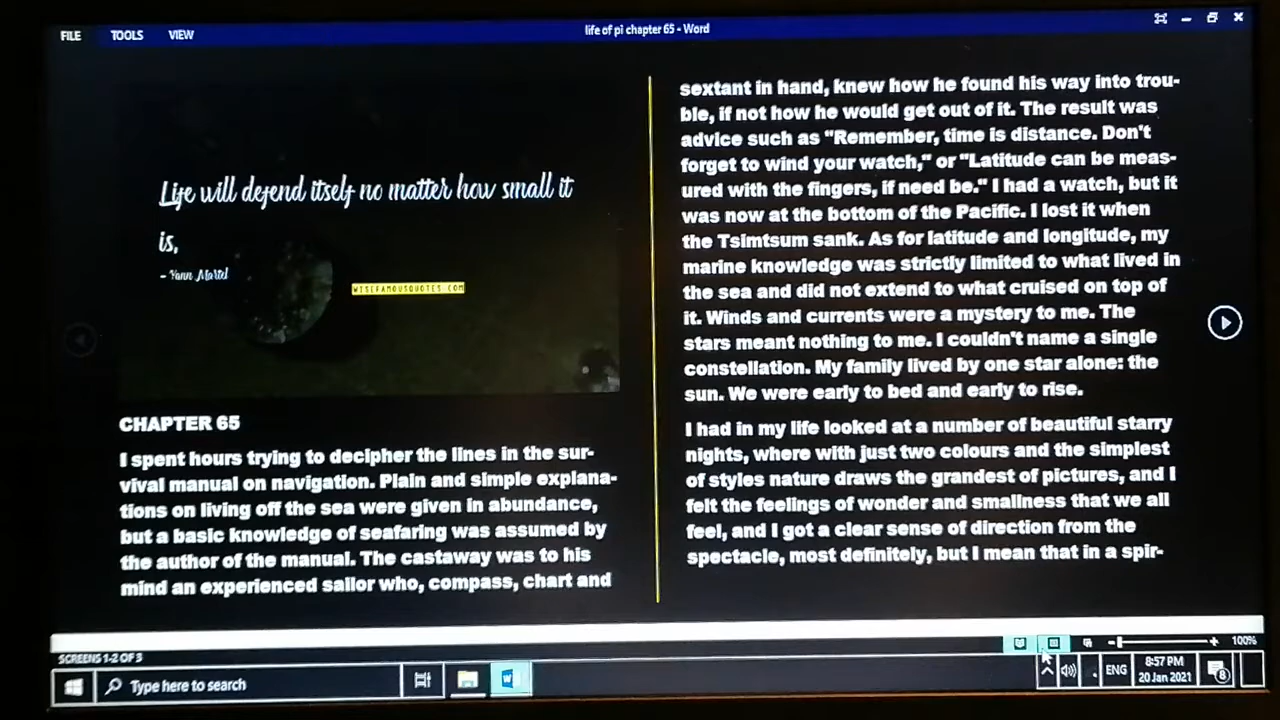 life of pi chapter 65 - Word
FILE TOOLS VIEW
Life will defend itself no matter how small it
is,
- Yann Martel
WISEFAMOUSQUOTES.COM
CHAPTER 65
I spent hours trying to decipher the lines in the sur-
vival manual on navigation. Plain and simple explana-
tions on living off the sea were given in abundance,
but a basic knowledge of seafaring was assumed by
the author of the manual. The castaway was to his
mind an experienced sailor who, compass, chart and
sextant in hand, knew how he found his way into trou-
ble, if not how he would get out of it. The result was
advice such as "Remember, time is distance. Don't
forget to wind your watch," or "Latitude can be meas-
ured with the fingers, if need be." I had a watch, but it
was now at the bottom of the Pacific. I lost it when
the Tsimtsum sank. As for latitude and longitude, my
marine knowledge was strictly limited to what lived in
the sea and did not extend to what cruised on top of
it. Winds and currents were a mystery to me. The
stars meant nothing to me. I couldn't name a single
constellation. My family lived by one star alone: the
sun. We were early to bed and early to rise.
I had in my life looked at a number of beautiful starry
nights, where with just two colours and the simplest
of styles nature draws the grandest of pictures, and I
felt the feelings of wonder and smallness that we all
feel, and I got a clear sense of direction from the
spectacle, most definitely, but I mean that in a spir-
SCREENS 1-2 OF 3
100%
Type here to search
ENG
8:57 PM
20 Jan 2021
8